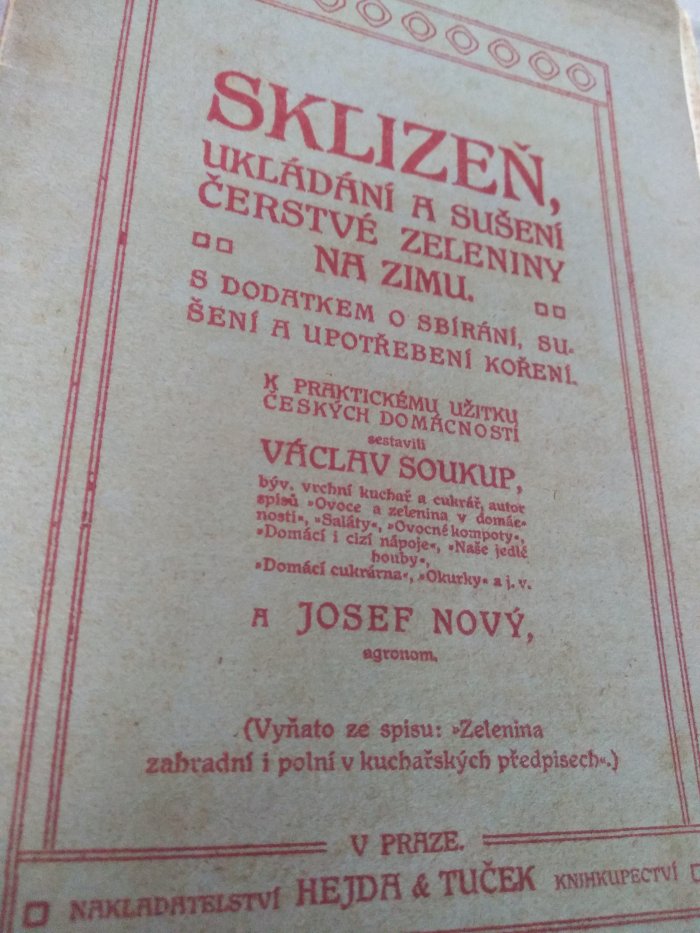 SKLIZEŇ,
UKLÁDÁNÍ A SUŠENÍ
ČERSTVÉ ZELENINY
NA ZIMU.
S DODATKEM O SBÍRÁNÍ, SU-
ŠENÍ A UPOTŘEBENÍ KOŘENÍ.
K PRAKTICKÉMU UŽITKU
ČESKÝCH DOMÁCNOSTÍ
sestavili
VÁCLAV SOUKUP,
býv. vrchní kuchař a cukrář, autor
spisů »Ovoce a zelenina v domác-
nosti«, »Saláty«, »Ovocné kompoty«,
»Domácí i cizí nápoje«, »Naše jedlé
houby«,
»Domácí cukrárna«, »Okurky« a j. v.
A JOSEF NOVÝ,
agronom.
(Vyňato ze spisu: »Zelenina
zahradní i polní v kuchařských předpisech«.)
V PRAZE.
NAKLADATELSTVÍ HEJDA & TUČEK KNIHKUPECTVÍ